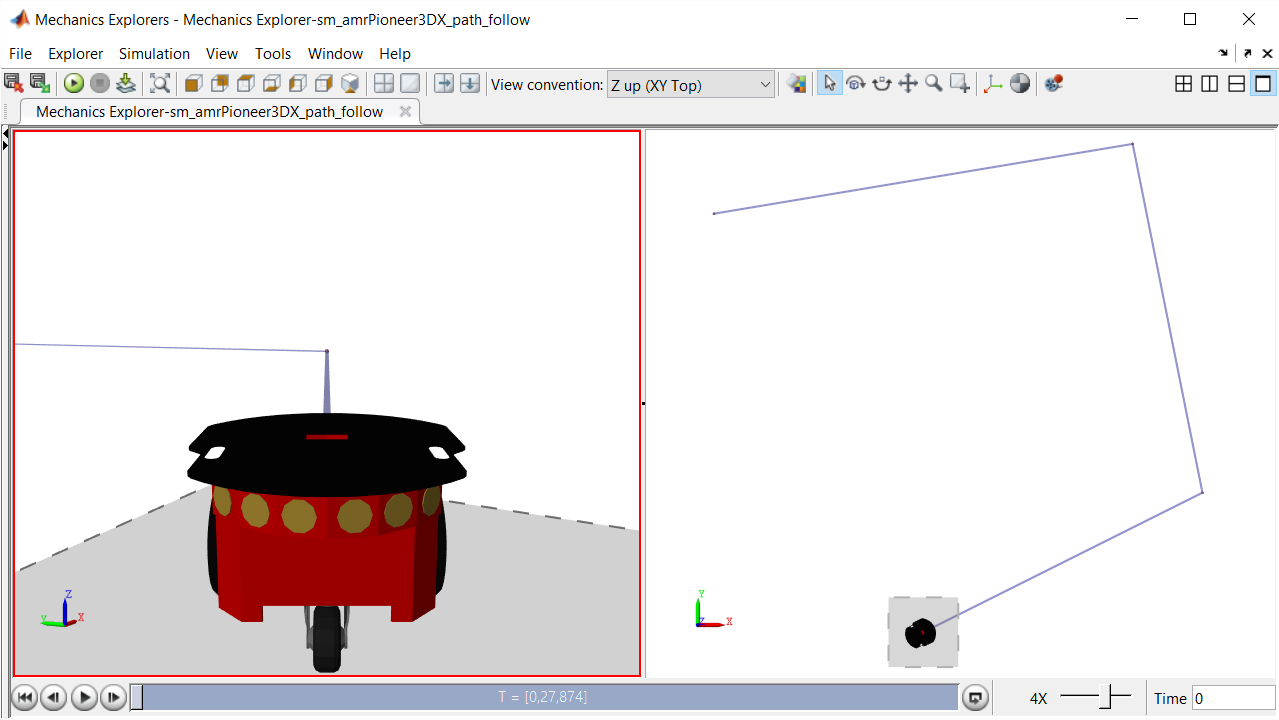 Mechanics Explorers - Mechanics Explorer-sm_amrPioneer3DX_path_follow
File Explorer Simulation View Tools Window Help
View convention: Z up (XY Top)
Mechanics Explorer-sm_amrPioneer3DX_path_follow
Z
Y
X
Y
Z
X
T = [0,27,874]
4X
Time 0